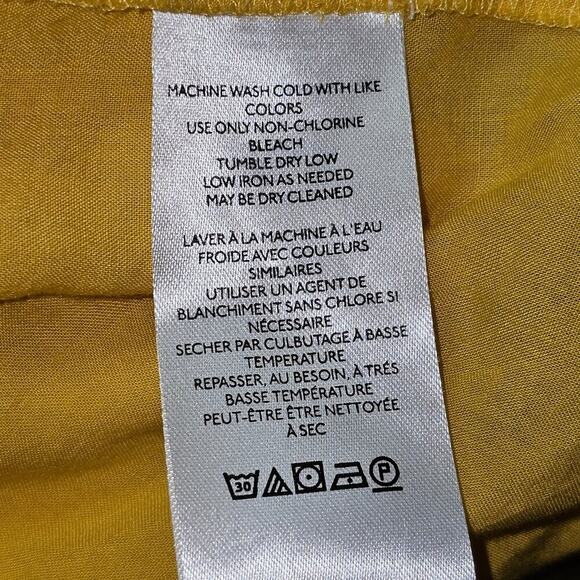 MACHINE WASH COLD WITH LIKE
COLORS
USE ONLY NON-CHLORINE
BLEACH
TUMBLE DRY LOW
LOW IRON AS NEEDED
MAY BE DRY CLEANED
LAVER À LA MACHINE À L'EAU
FROIDE AVEC COULEURS
SIMILAIRES
UTILISER UN AGENT DE
BLANCHIMENT SANS CHLORE SI
NÉCESSAIRE
SECHER PAR CULBUTAGE À BASSE
TEMPERATURE
REPASSER, AU BESOIN, À TRÉS
BASSE TEMPÉRATURE
PEUT-ÊTRE ÊTRE NETTOYÉE
À SEC
30 P